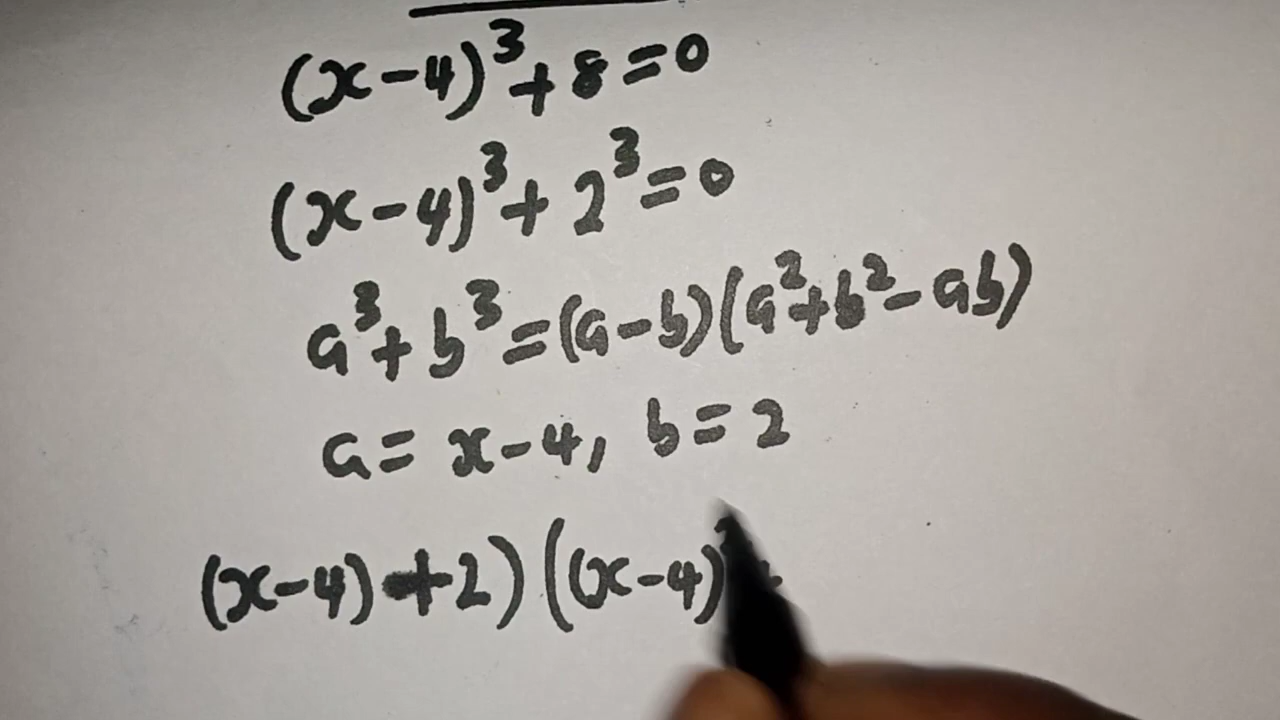 (x-4)³+8=0
(x-4)³+2³=0
a³+b³=(a-b)(a²+b²-ab)
a=x-4, b=2
(x-4)+2)((x-4)